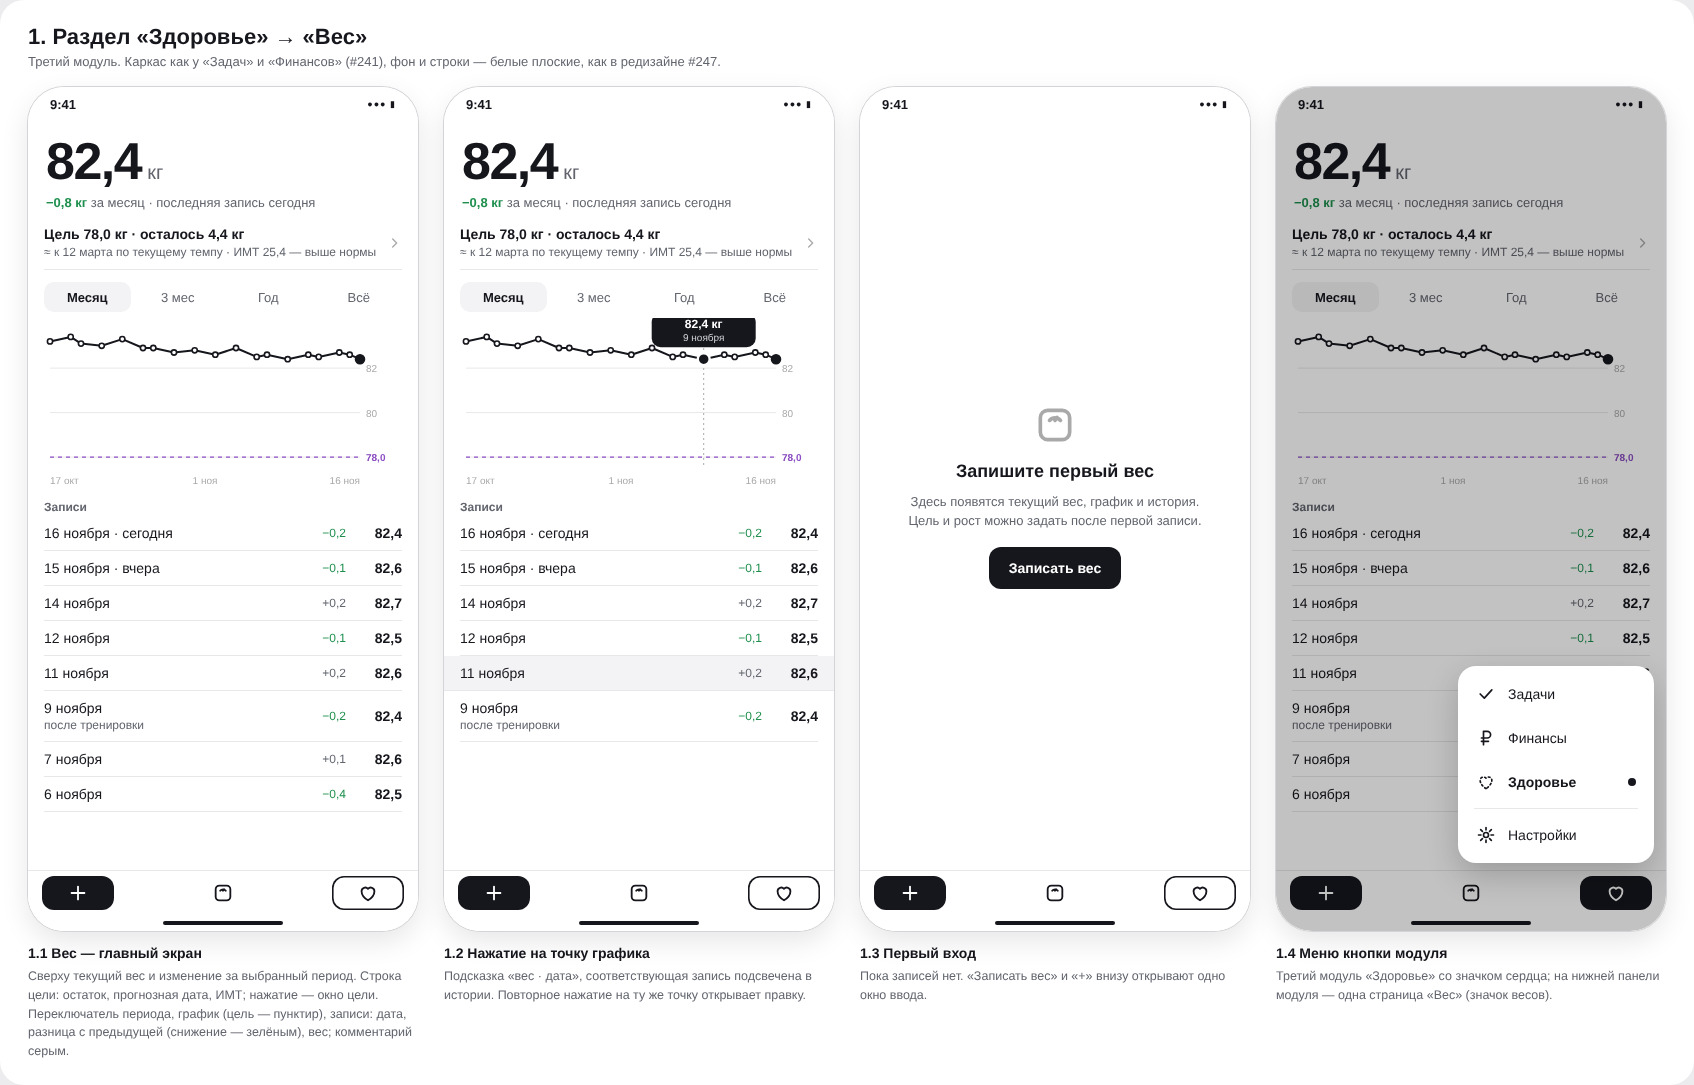 1. Раздел «Здоровье» → «Вес»
Третий модуль. Каркас как у «Задач» и «Финансов» (#241), фон и строки — белые плоские, как в редизайне #247.
9:41
82,4 кг
−0,8 кг за месяц · последняя запись сегодня
Цель 78,0 кг · осталось 4,4 кг
≈ к 12 марта по текущему темпу · ИМТ 25,4 — выше нормы
Месяц 3 мес Год Всё
82
80
78,0
17 окт 1 ноя 16 ноя
Записи
16 ноября · сегодня −0,2 82,4
15 ноября · вчера −0,1 82,6
14 ноября +0,2 82,7
12 ноября −0,1 82,5
11 ноября +0,2 82,6
9 ноября −0,2 82,4
после тренировки
7 ноября +0,1 82,6
6 ноября −0,4 82,5
1.1 Вес — главный экран
Сверху текущий вес и изменение за выбранный период. Строка
цели: остаток, прогнозная дата, ИМТ; нажатие — окно цели.
Переключатель периода, график (цель — пунктир), записи: дата,
разница с предыдущей (снижение — зелёным), вес; комментарий
серым.
9:41
82,4 кг
−0,8 кг за месяц · последняя запись сегодня
Цель 78,0 кг · осталось 4,4 кг
≈ к 12 марта по текущему темпу · ИМТ 25,4 — выше нормы
Месяц 3 мес Год Всё
82,4 кг
9 ноября
82
80
78,0
17 окт 1 ноя 16 ноя
Записи
16 ноября · сегодня −0,2 82,4
15 ноября · вчера −0,1 82,6
14 ноября +0,2 82,7
12 ноября −0,1 82,5
11 ноября +0,2 82,6
9 ноября −0,2 82,4
после тренировки
1.2 Нажатие на точку графика
Подсказка «вес · дата», соответствующая запись подсвечена в
истории. Повторное нажатие на ту же точку открывает правку.
9:41
Запишите первый вес
Здесь появятся текущий вес, график и история.
Цель и рост можно задать после первой записи.
Записать вес
1.3 Первый вход
Пока записей нет. «Записать вес» и «+» внизу открывают одно
окно ввода.
9:41
82,4 кг
−0,8 кг за месяц · последняя запись сегодня
Цель 78,0 кг · осталось 4,4 кг
≈ к 12 марта по текущему темпу · ИМТ 25,4 — выше нормы
Месяц 3 мес Год Всё
82
80
78,0
17 окт 1 ноя 16 ноя
Записи
16 ноября · сегодня −0,2 82,4
15 ноября · вчера −0,1 82,6
14 ноября +0,2 82,7
12 ноября −0,1 82,5
11 ноября
9 ноября
после тренировки
7 ноября
6 ноября
Задачи
Финансы
Здоровье
Настройки
1.4 Меню кнопки модуля
Третий модуль «Здоровье» со значком сердца; на нижней панели
модуля — одна страница «Вес» (значок весов).